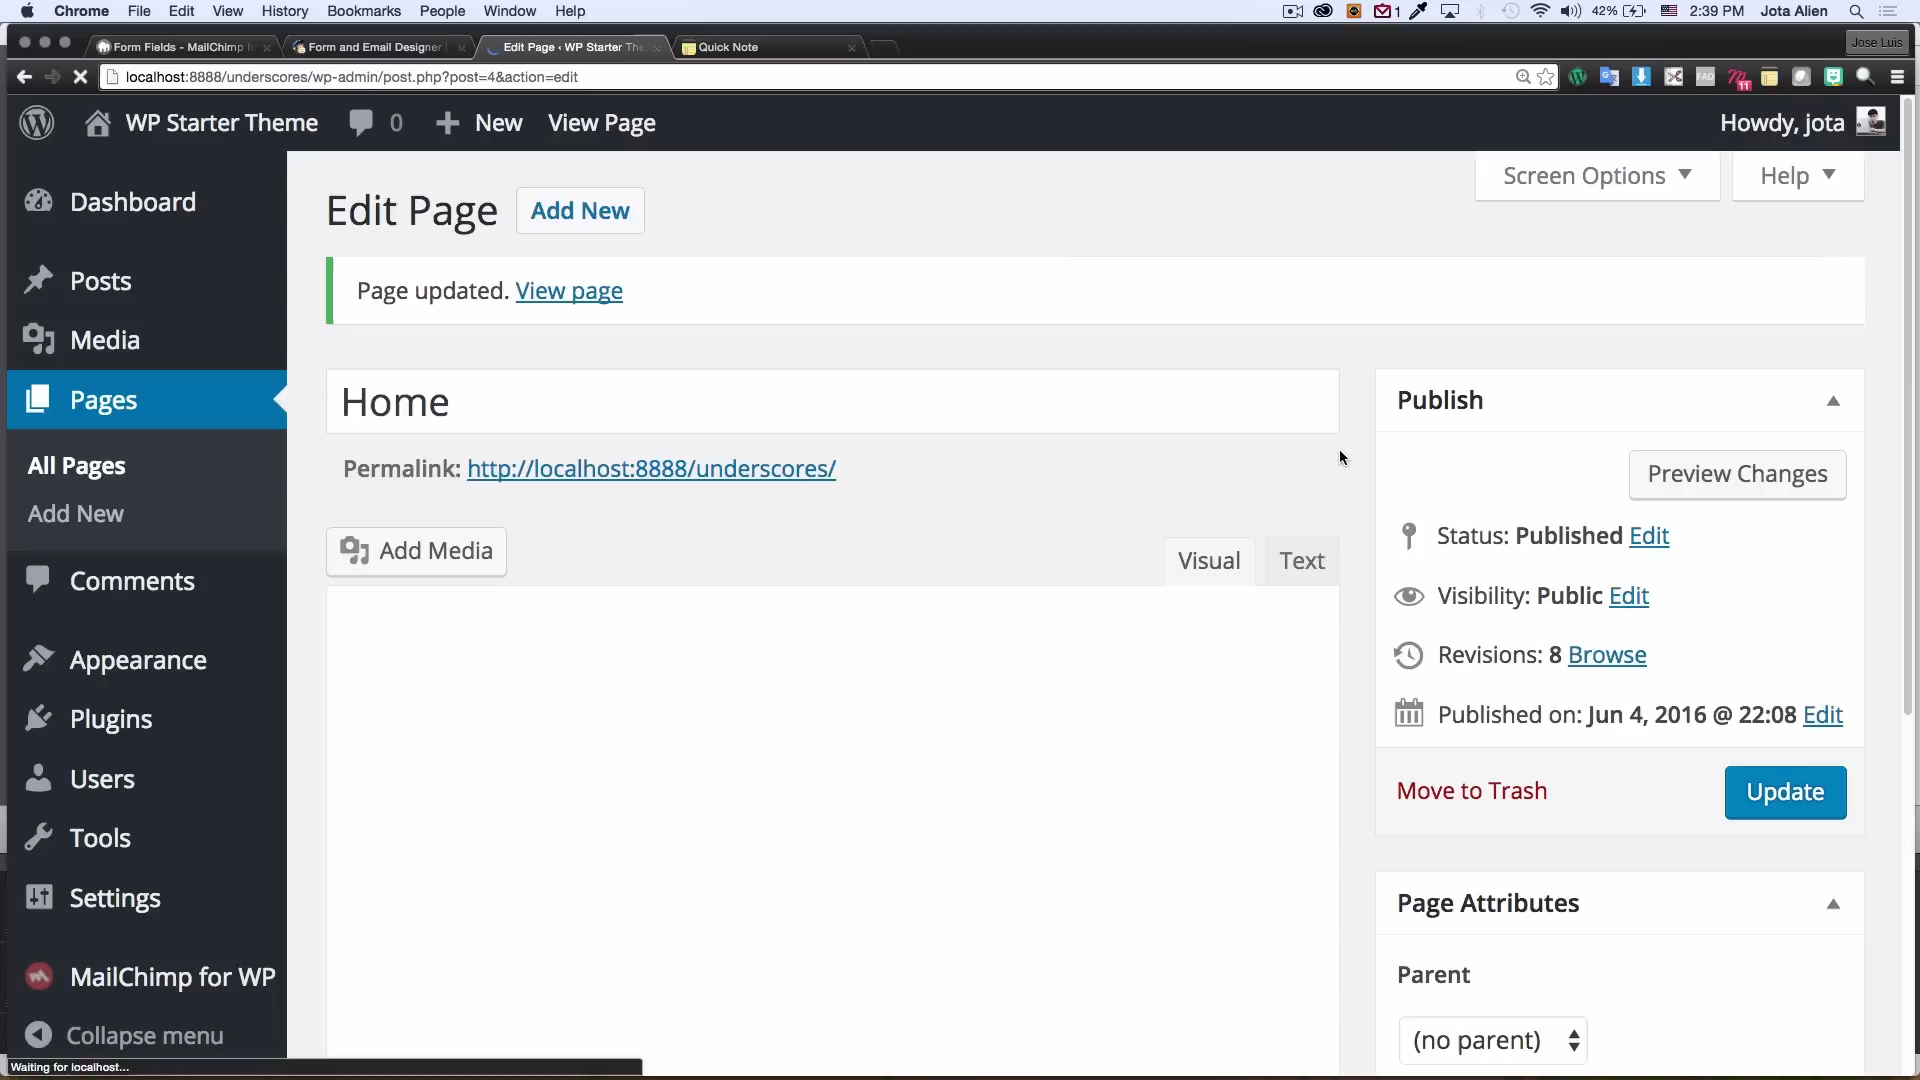 Chrome File Edit View History Bookmarks People Window Help 1 42% 2:39 PM Jota Alien
Form Fields - MailChimp f Form and Email Designer Edit Page ‹ WP Starter The Quick Note Jose Luis
localhost:8888/underscores/wp-admin/post.php?post=4&action=edit FAD 11
WP Starter Theme 0 New View Page Howdy, jota
Screen Options Help
Dashboard
Posts
Media
Pages
All Pages
Add New
Comments
Appearance
Plugins
Users
Tools
Settings
MailChimp for WP
Collapse menu
Edit Page Add New
Page updated. View page
Home
Permalink: http://localhost:8888/underscores/
Add Media
Visual Text
Publish
Preview Changes
Status: Published Edit
Visibility: Public Edit
Revisions: 8 Browse
Published on: Jun 4, 2016 @ 22:08 Edit
Move to Trash Update
Page Attributes
Parent
(no parent)
Waiting for localhost...